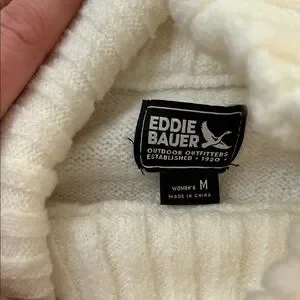 EDDIE
BAUER
OUTDOOR OUTFITTERS
ESTABLISHED • 1920
WOMEN'S M
MADE IN CHINA